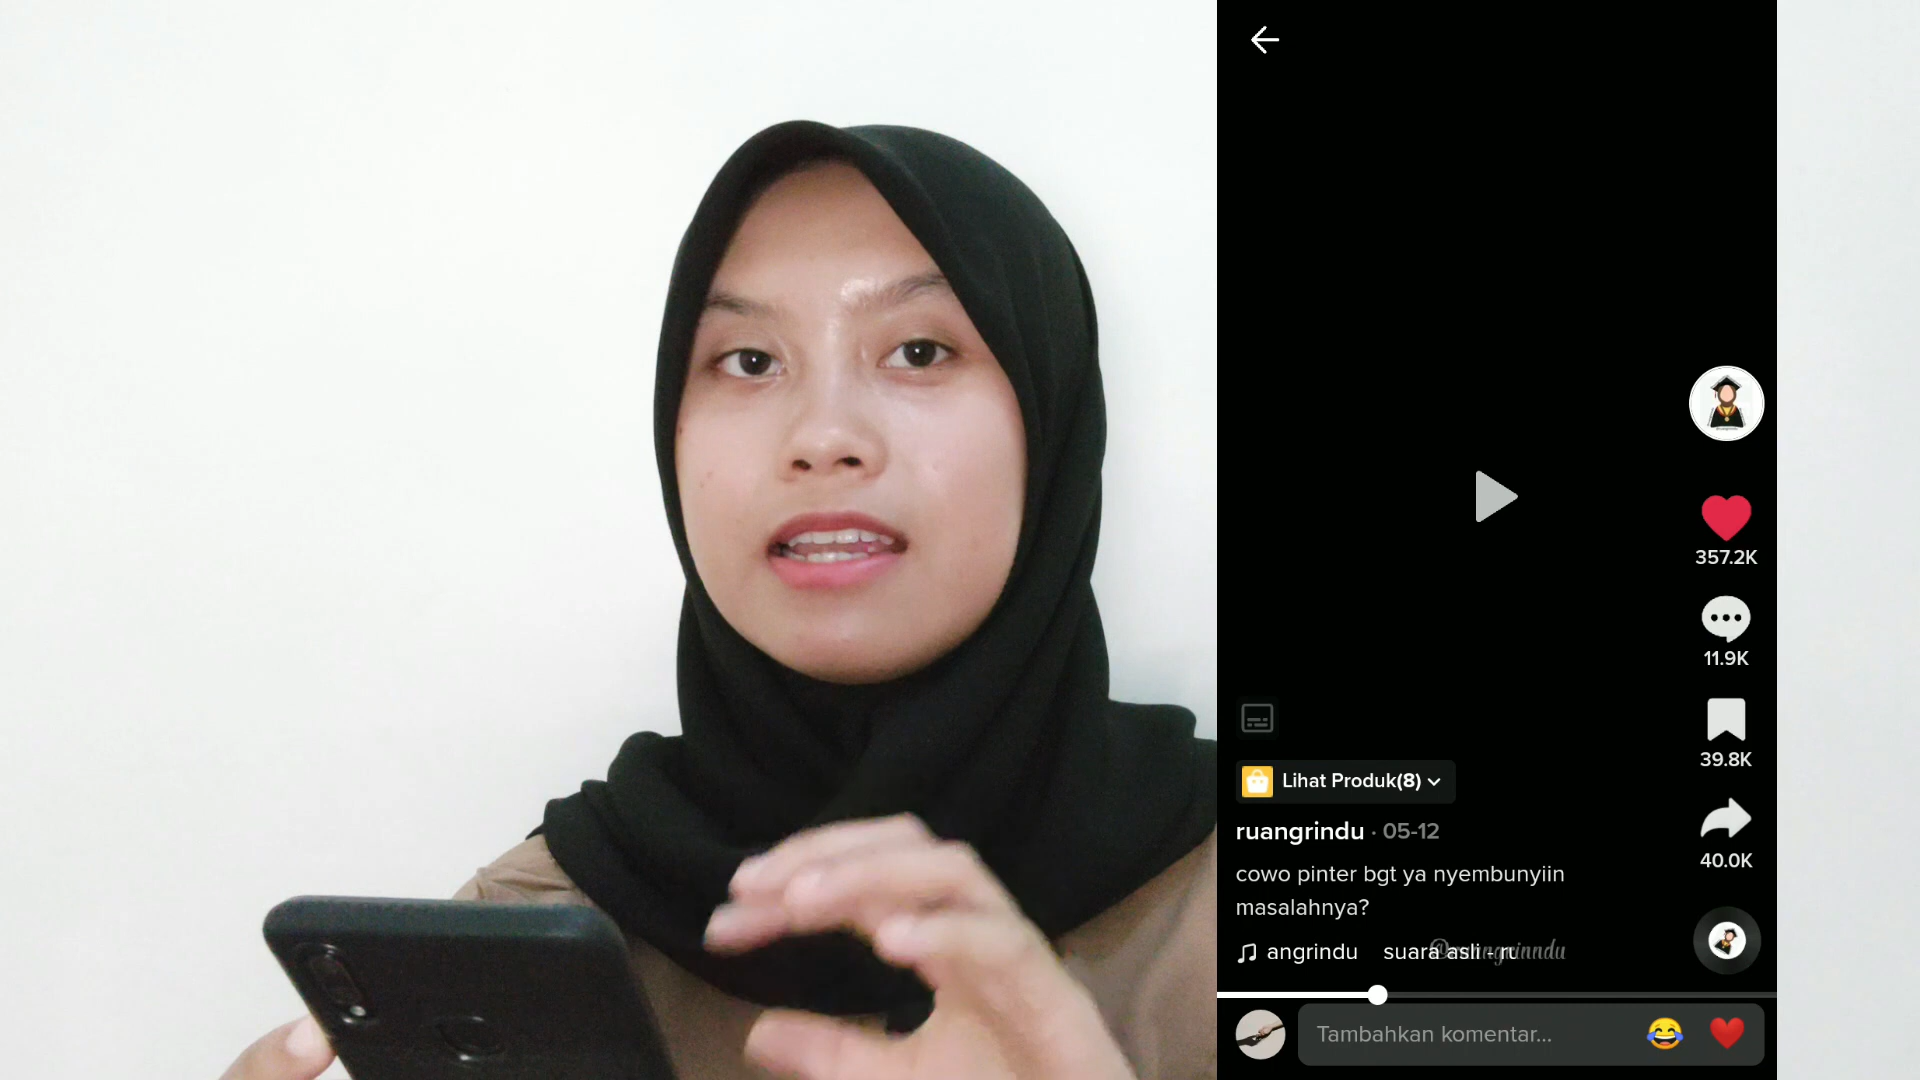 357.2K
11.9K
39.8K
Lihat Produk(8)
ruangrindu · 05-12
40.0K
cowo pinter bgt ya nyembunyiin
masalahnya?
angrindu suara asli - ru
Tambahkan komentar...